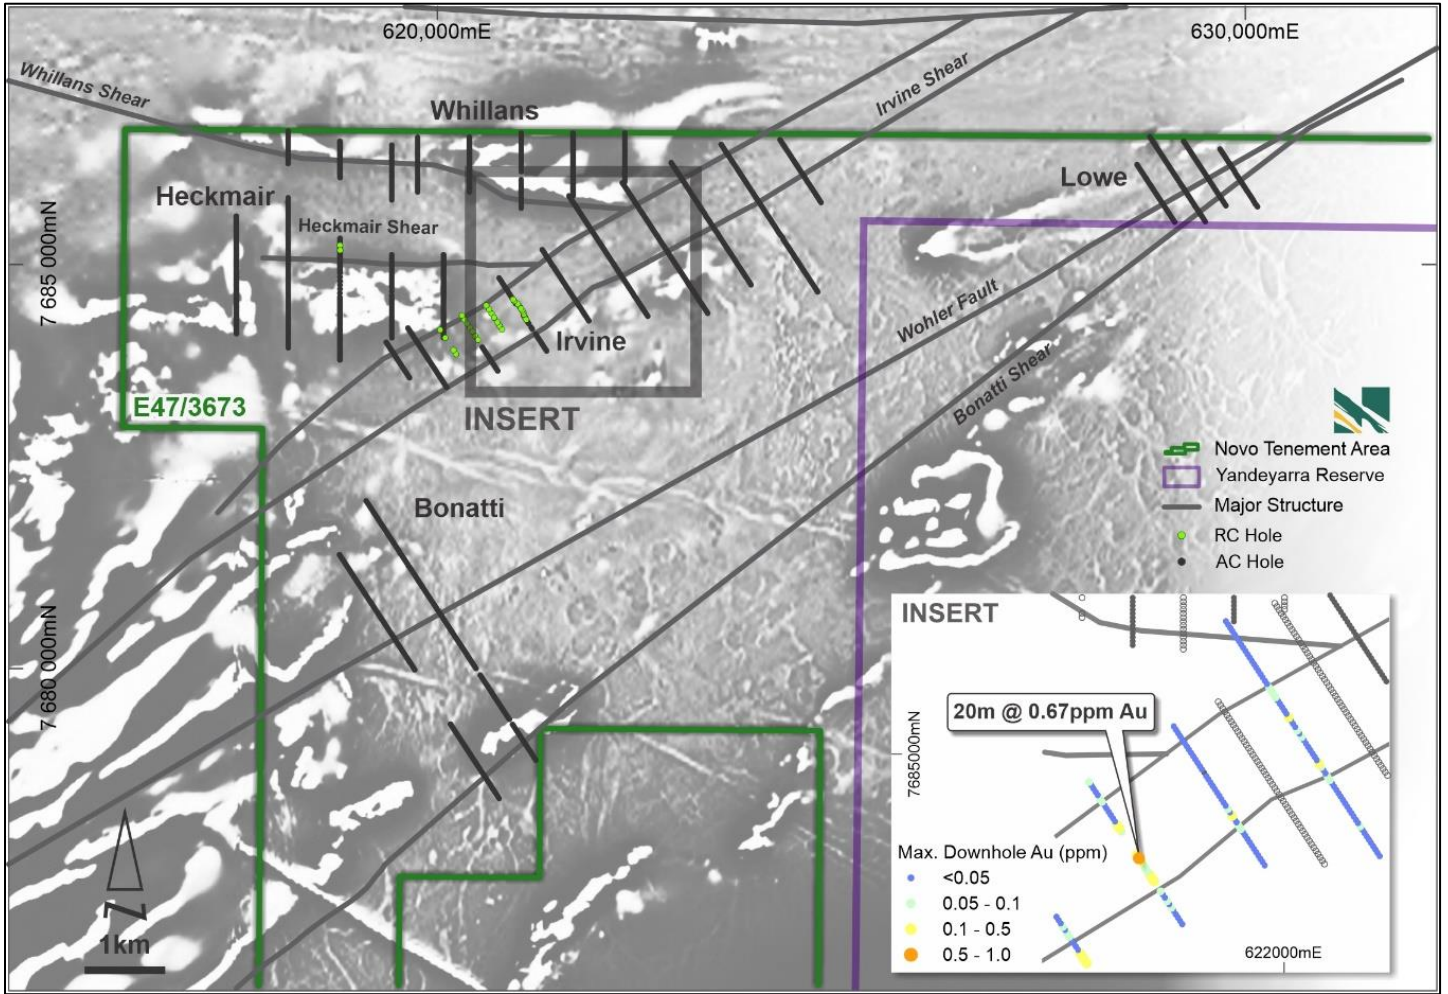 620,000mE
630,000mE
Whillans Shear
Whillans
Irvine Shear
Heckmair
Lowe
Heckmair Shear
7 685 000mN
Wohler Fault
Irvine
Bonatti Shear
E47/3673
INSERT
Novo Tenement Area
Yandeyarra Reserve
Major Structure
RC Hole
AC Hole
Bonatti
7 680 000mN
INSERT
20m @ 0.67ppm Au
7685000mN
Max. Downhole Au (ppm)
<0.05
0.05 - 0.1
0.1 - 0.5
0.5 - 1.0
622000mE
N
1km